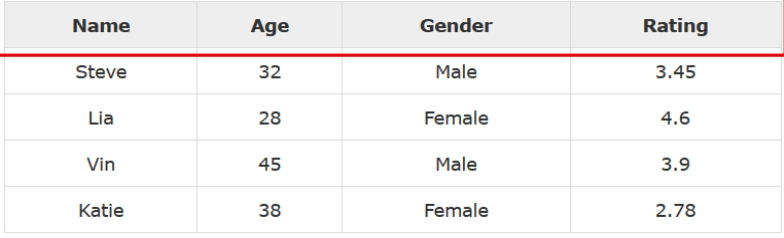 Name Age Gender Rating
Steve 32 Male 3.45
Lia 28 Female 4.6
Vin 45 Male 3.9
Katie 38 Female 2.78